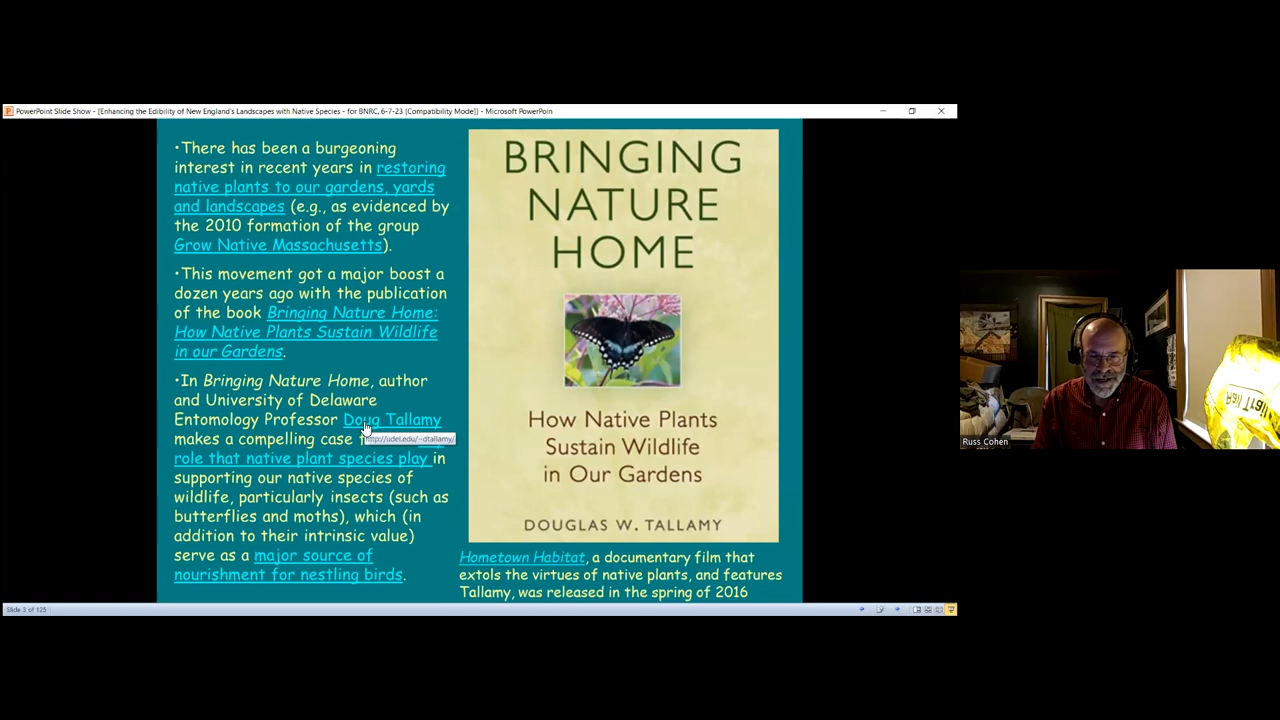 PowerPoint Slide Show - [Enhancing the Edibility of New England's Landscapes with Native Species - for BNRC, 6-7-23 [Compatibility Mode]] - Microsoft PowerPoin
•There has been a burgeoning
interest in recent years in restoring
native plants to our gardens, yards
and landscapes (e.g., as evidenced by
the 2010 formation of the group
Grow Native Massachusetts).
•This movement got a major boost a
dozen years ago with the publication
of the book Bringing Nature Home:
How Native Plants Sustain Wildlife
in our Gardens.
•In Bringing Nature Home, author
and University of Delaware
Entomology Professor Doug Tallamy
makes a compelling case
http://udel.edu/~dtallamy/
role that native plant species play in
supporting our native species of
wildlife, particularly insects (such as
butterflies and moths), which (in
addition to their intrinsic value)
serve as a major source of
nourishment for nestling birds.
BRINGING
NATURE
HOME
How Native Plants
Sustain Wildlife
in Our Gardens
DOUGLAS W. TALLAMY
Hometown Habitat, a documentary film that
extols the virtues of native plants, and features
Tallamy, was released in the spring of 2016
Slide 3 of 125
Russ Cohen